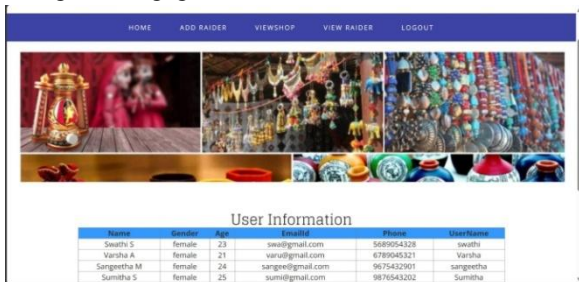 HOME ADD RAIDER VIEWSHOP VIEW RAIDER LOGOUT
User Information
Name Gender Age EmailId Phone UserName
Swathi S female 23 swa@gmail.com 5689054328 swathi
Varsha A female 21 varu@gmail.com 6789045321 Varsha
Sangeetha M female 24 sangee@gmail.com 9675432901 sangeetha
Sumitha S female 25 sumi@gmail.com 9876543202 Sumitha